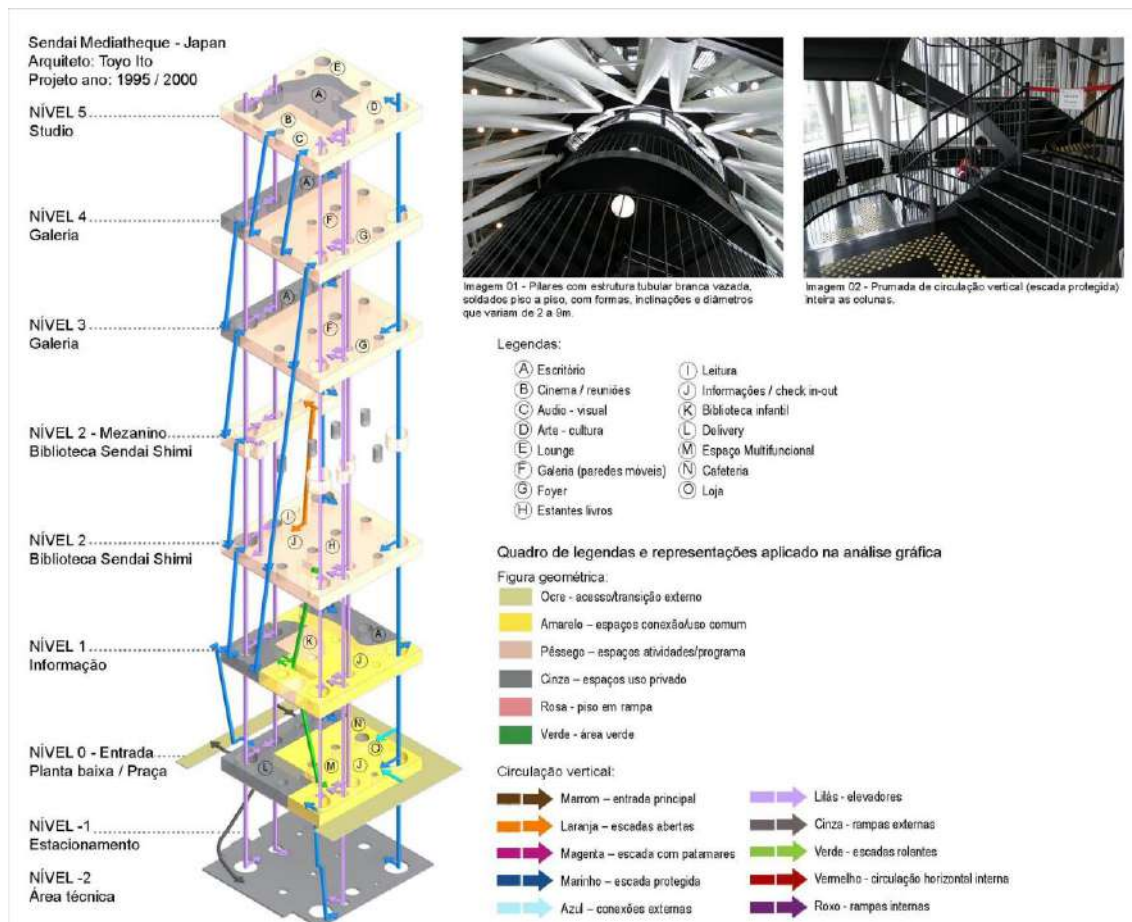 Sendai Mediatheque - Japan
Arquiteto: Toyo Ito
Projeto ano: 1995 / 2000
NÍVEL 5
Studio
NÍVEL 4
Galeria
NÍVEL 3
Galeria
NÍVEL 2 - Mezanino
Biblioteca Sendai Shimi
NÍVEL 2
Biblioteca Sendai Shimi
NÍVEL 1
Informação
NÍVEL 0 - Entrada
Planta baixa / Praça
NÍVEL -1
Estacionamento
NÍVEL -2
Área técnica
E
A
D
B
C
A
F
G
A
F
G
I
J
H
K
A
J
N
O
L
M
J
Imagem 01 - Pilares com estrutura tubular branca vazada,
soldados piso a piso, com formas, inclinações e diâmetros
que variam de 2 a 9m.
Imagem 02 - Prumada de circulação vertical (escada protegida)
inteira as colunas.
Legendas:
A Escritório
B Cinema / reuniões
C Audio - visual
D Arte - cultura
E Lounge
F Galeria (paredes móveis)
G Foyer
H Estantes livros
I Leitura
J Informações / check in-out
K Biblioteca infantil
L Delivery
M Espaço Multifuncional
N Cafeteria
O Loja
Quadro de legendas e representações aplicado na análise gráfica
Figura geométrica:
Ocre - acesso/transição externo
Amarelo – espaços conexão/uso comum
Pêssego – espaços atividades/programa
Cinza – espaços uso privado
Rosa - piso em rampa
Verde - área verde
Circulação vertical:
Marrom – entrada principal
Laranja – escadas abertas
Magenta – escada com patamares
Marinho – escada protegida
Azul – conexões externas
Lilás - elevadores
Cinza - rampas externas
Verde - escadas rolantes
Vermelho - circulação horizontal interna
Roxo - rampas internas